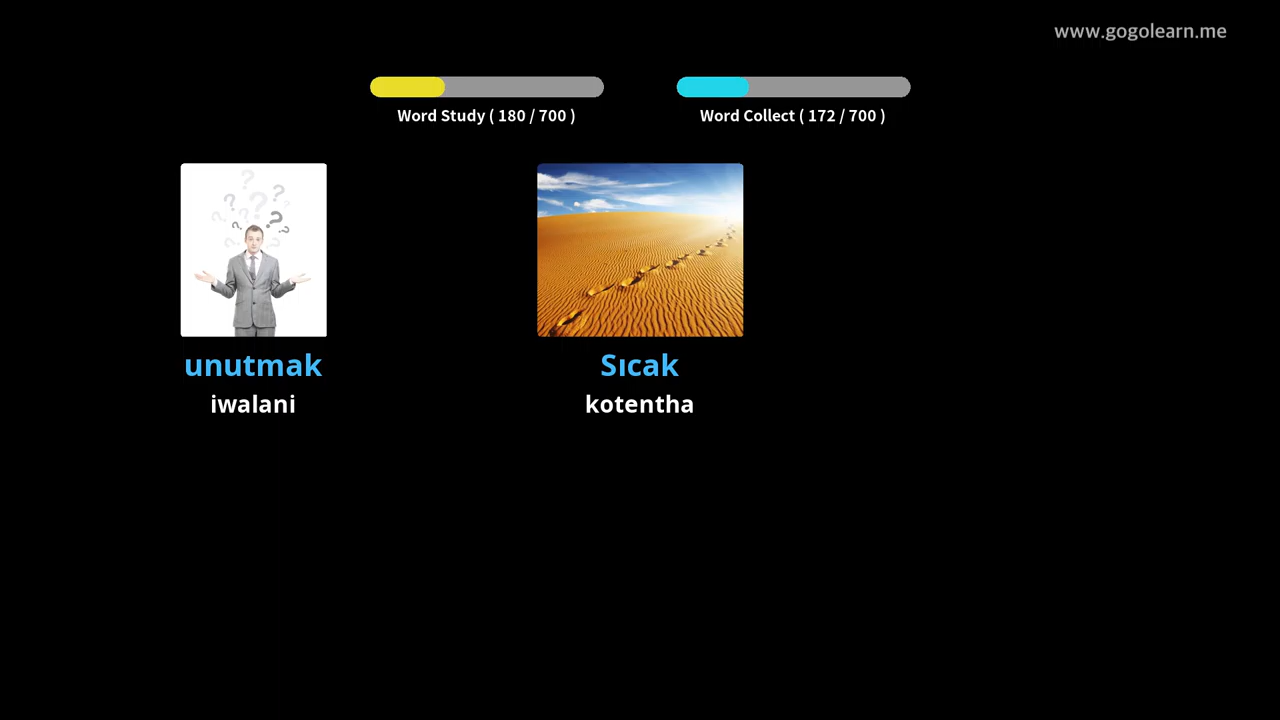 www.gogolearn.me
Word Study ( 180 / 700 )
Word Collect ( 172 / 700 )
unutmak
iwalani
Sıcak
kotentha